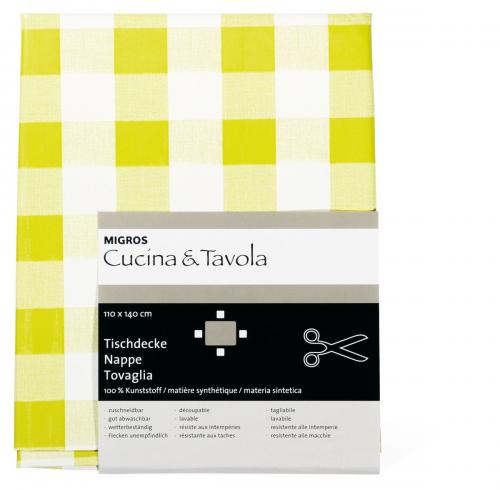 MIGROS
Cucina & Tavola
110 x 140 cm
Tischdecke
Nappe
Tovaglia
100 % Kunststoff / matière synthétique / materia sintetica
· zuschneidbar
· gut abwaschbar
· wetterbeständig
· Flecken unempfindlich
· découpable
· lavable
· résiste aux intempéries
· résistante aux taches
· tagliabile
· lavabile
· resistente alle intemperie
· resistente alle macchie